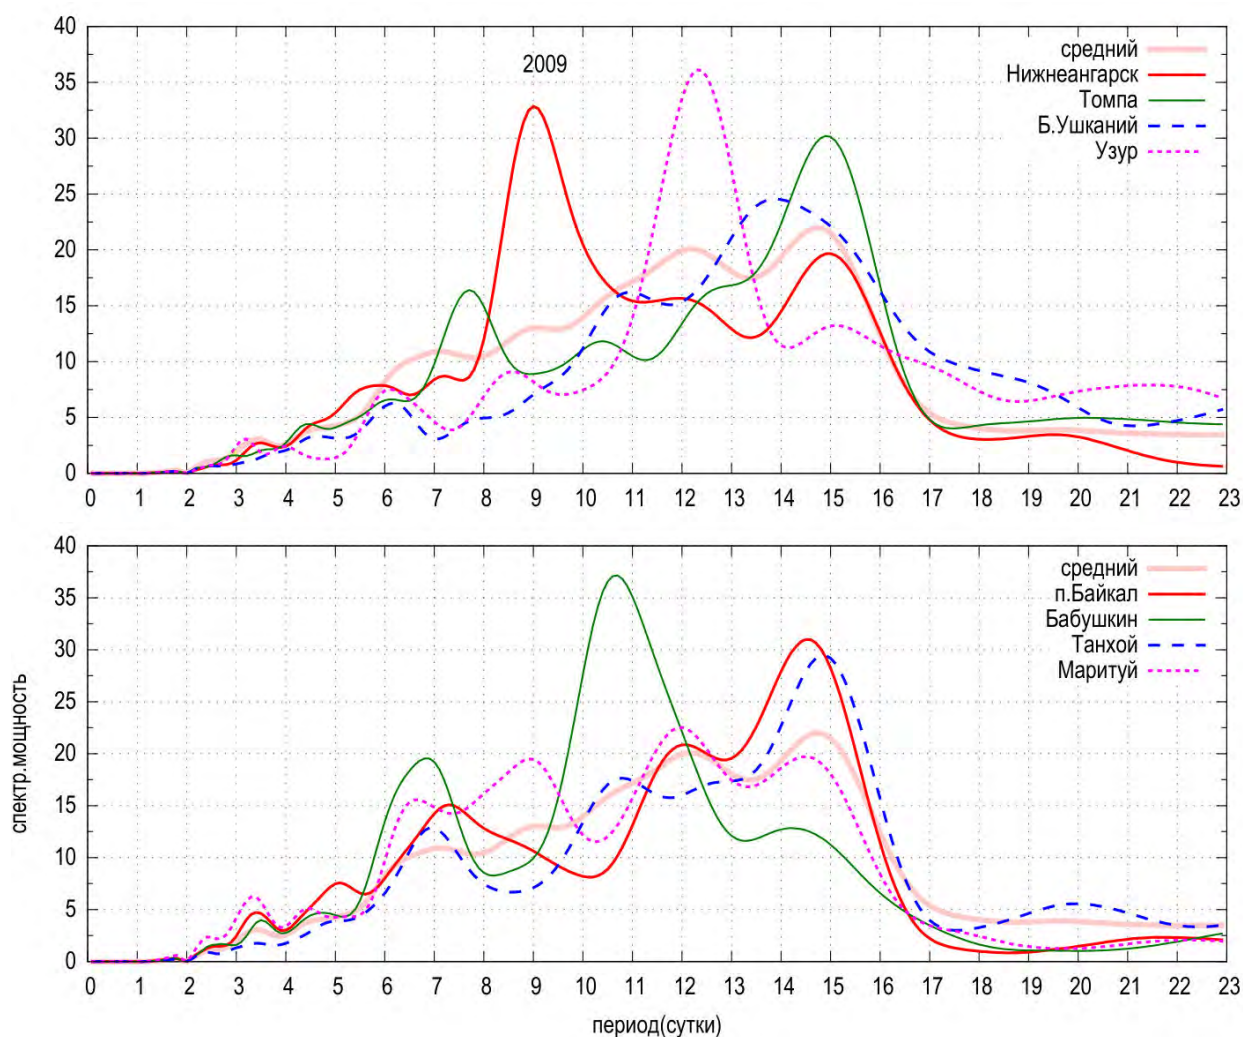 40
35
30
25
20
15
10
5
0
2009
средний
Нижнеангарск
Томпа
Б.Ушканий
Узур
0 1 2 3 4 5 6 7 8 9 10 11 12 13 14 15 16 17 18 19 20 21 22 23
40
35
30
25
20
15
10
5
0
спектр.мощность
средний
п.Байкал
Бабушкин
Танхой
Маритуй
0 1 2 3 4 5 6 7 8 9 10 11 12 13 14 15 16 17 18 19 20 21 22 23
период(сутки)